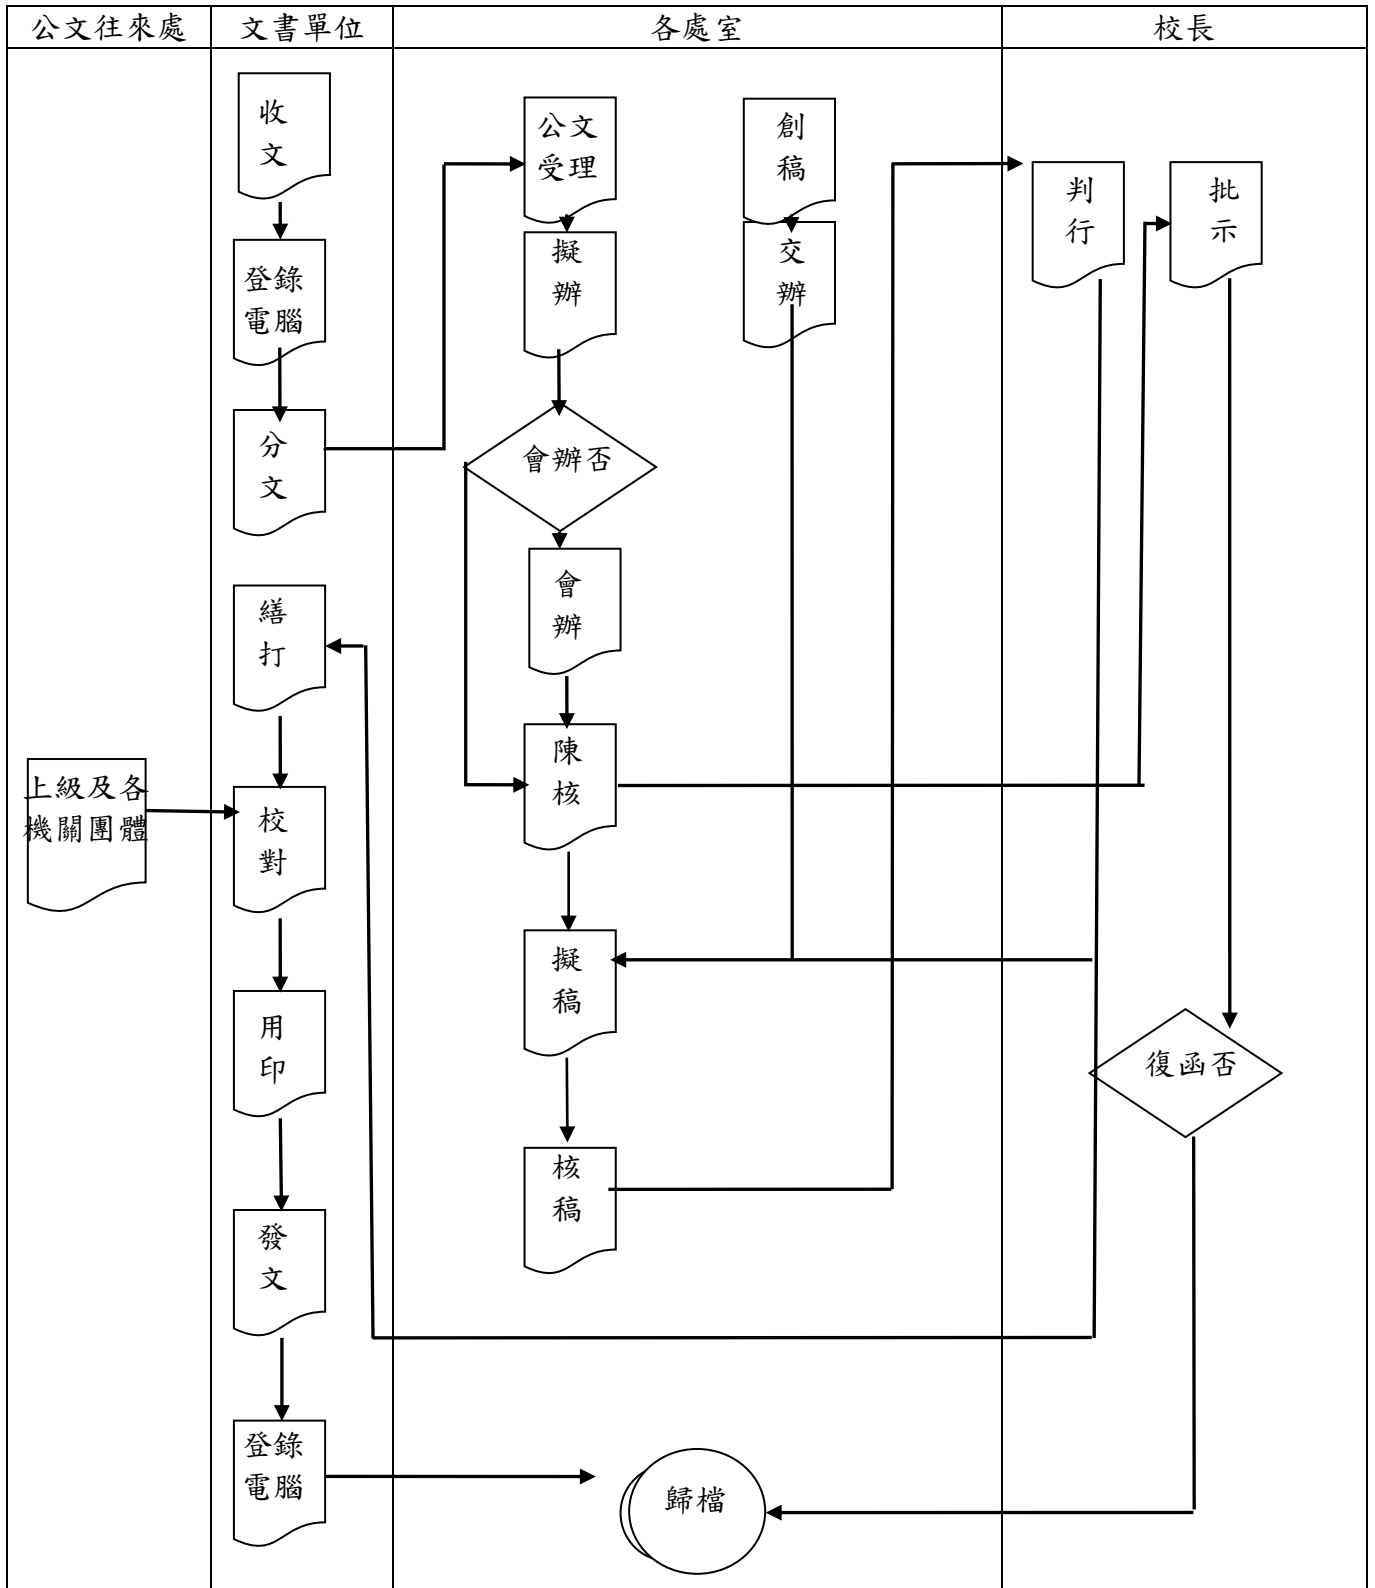 公文往來處
文書單位
各處室
校長
收
文
登錄
電腦
分
文
繕
打
上級及各
機關團體
校
對
用
印
發
文
登錄
電腦
公文
受理
擬
辦
會辦否
會
辦
陳
核
擬
稿
核
稿
創
稿
交
辦
歸檔
判
行
批
示
復函否